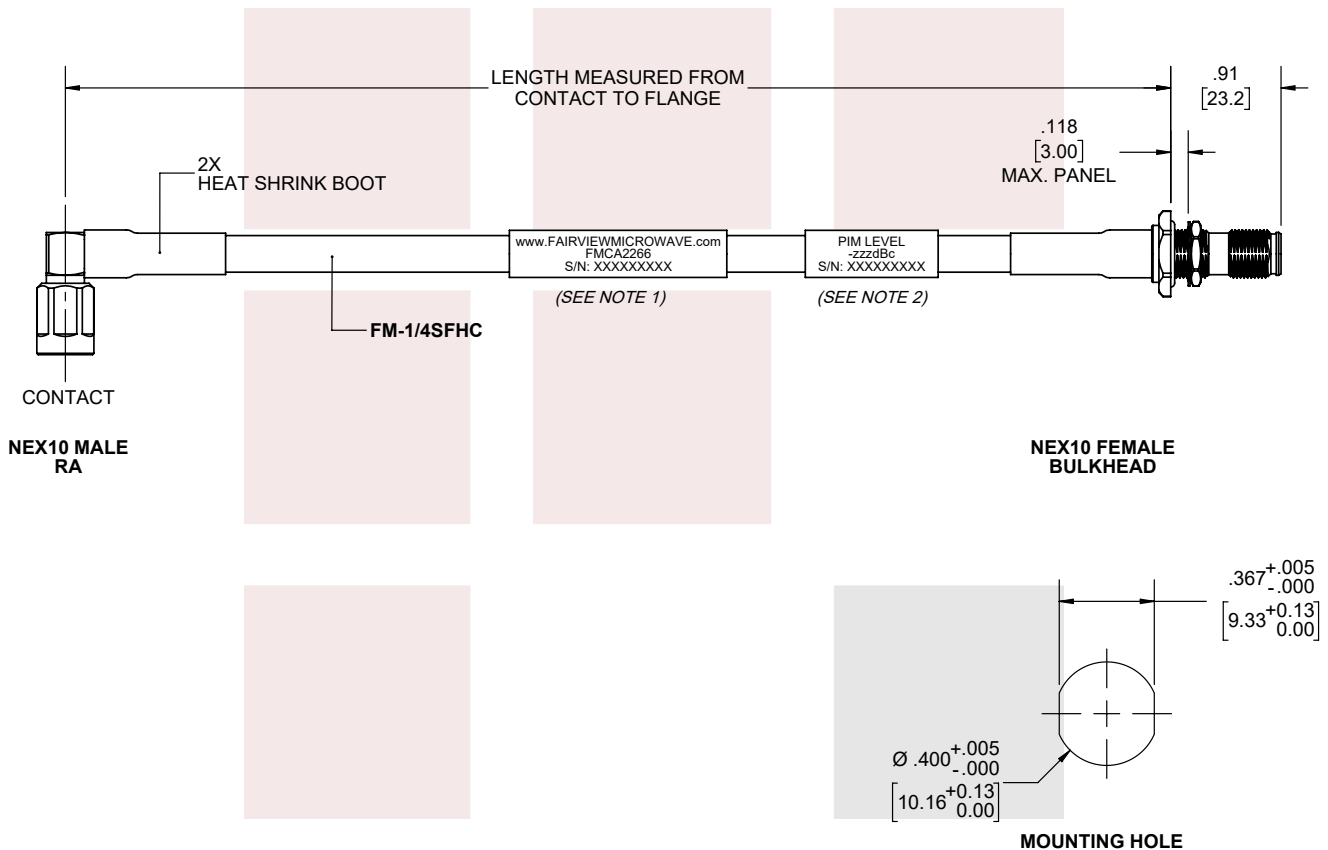 LENGTH MEASURED FROM
CONTACT TO FLANGE
.91
[23.2]
.118
[3.00]
MAX. PANEL
2X
HEAT SHRINK BOOT
www.FAIRVIEWMICROWAVE.com
FMCA2266
S/N: XXXXXXXXX
PIM LEVEL
-zzzdBc
S/N: XXXXXXXXX
(SEE NOTE 1)
(SEE NOTE 2)
FM-1/4SFHC
CONTACT
NEX10 MALE
RA
NEX10 FEMALE
BULKHEAD
.367 +.005
-.000
[9.33 +0.13
0.00]
Ø .400 +.005
-.000
[10.16 +0.13
0.00]
MOUNTING HOLE